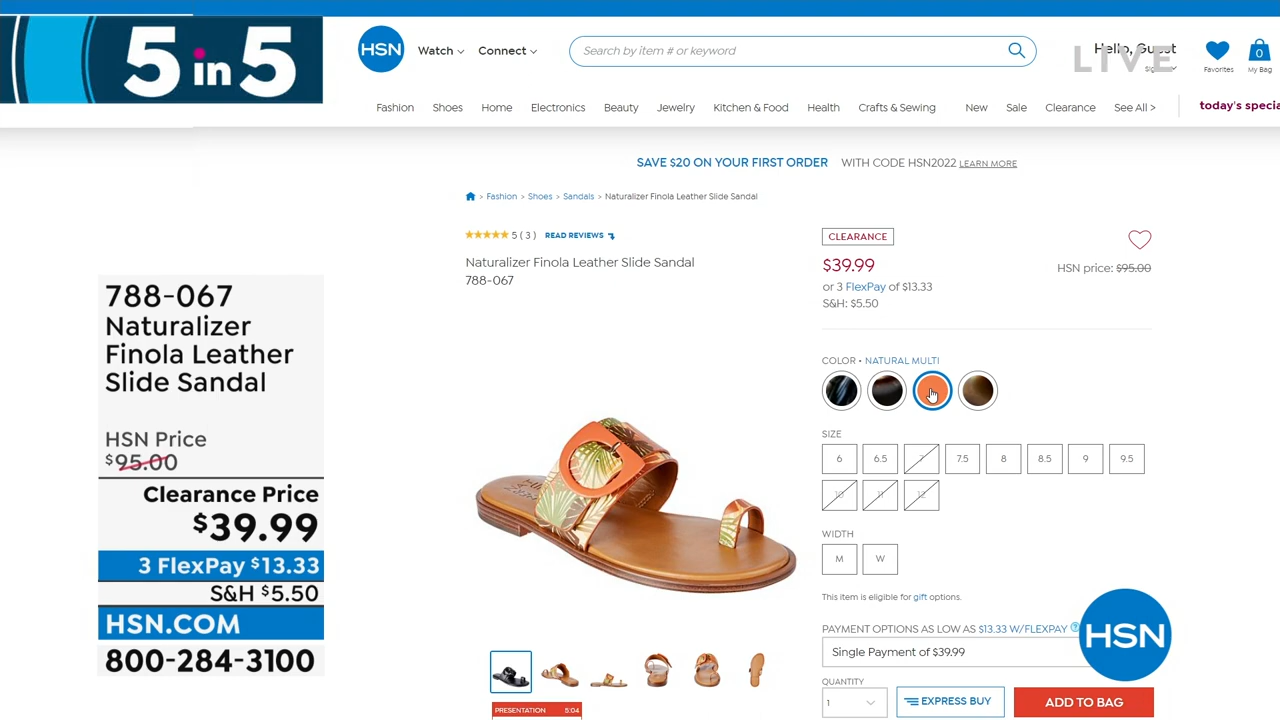 5 in 5
HSN
Watch
Connect
Search by item # or keyword
Hello, Guest
LIVE
Favorites
0
My Bag
Fashion
Shoes
Home
Electronics
Beauty
Jewelry
Kitchen & Food
Health
Crafts & Sewing
New
Sale
Clearance
See All >
today's specia
SAVE $20 ON YOUR FIRST ORDER WITH CODE HSN2022 LEARN MORE
> Fashion > Shoes > Sandals > Naturalizer Finola Leather Slide Sandal
5 ( 3 ) READ REVIEWS
Naturalizer Finola Leather Slide Sandal
788-067
CLEARANCE
$39.99
HSN price: $95.00
or 3 FlexPay of $13.33
S&H: $5.50
COLOR • NATURAL MULTI
SIZE
6 6.5 7 7.5 8 8.5 9 9.5
10 11 12
WIDTH
M W
This item is eligible for gift options.
PAYMENT OPTIONS AS LOW AS $13.33 W/FLEXPAY ?
Single Payment of $39.99
QUANTITY
1
EXPRESS BUY
ADD TO BAG
HSN
PRESENTATION 5:04
788-067
Naturalizer
Finola Leather
Slide Sandal
HSN Price
$95.00
Clearance Price
$39.99
3 FlexPay $13.33
S&H $5.50
HSN.COM
800-284-3100